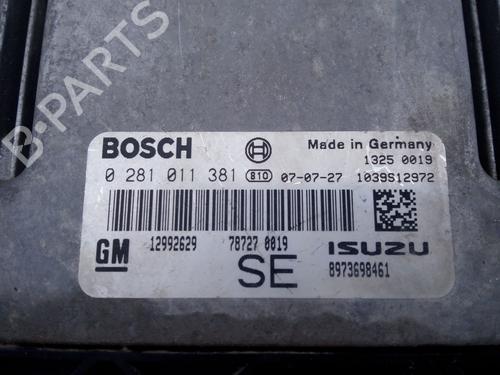 B-PARTS
BOSCH Made in Germany
1325 0019
0 281 011 381 810 07-07-27 1039S12972
GM 12992629 78727 0019 ISUZU
SE 8973698461